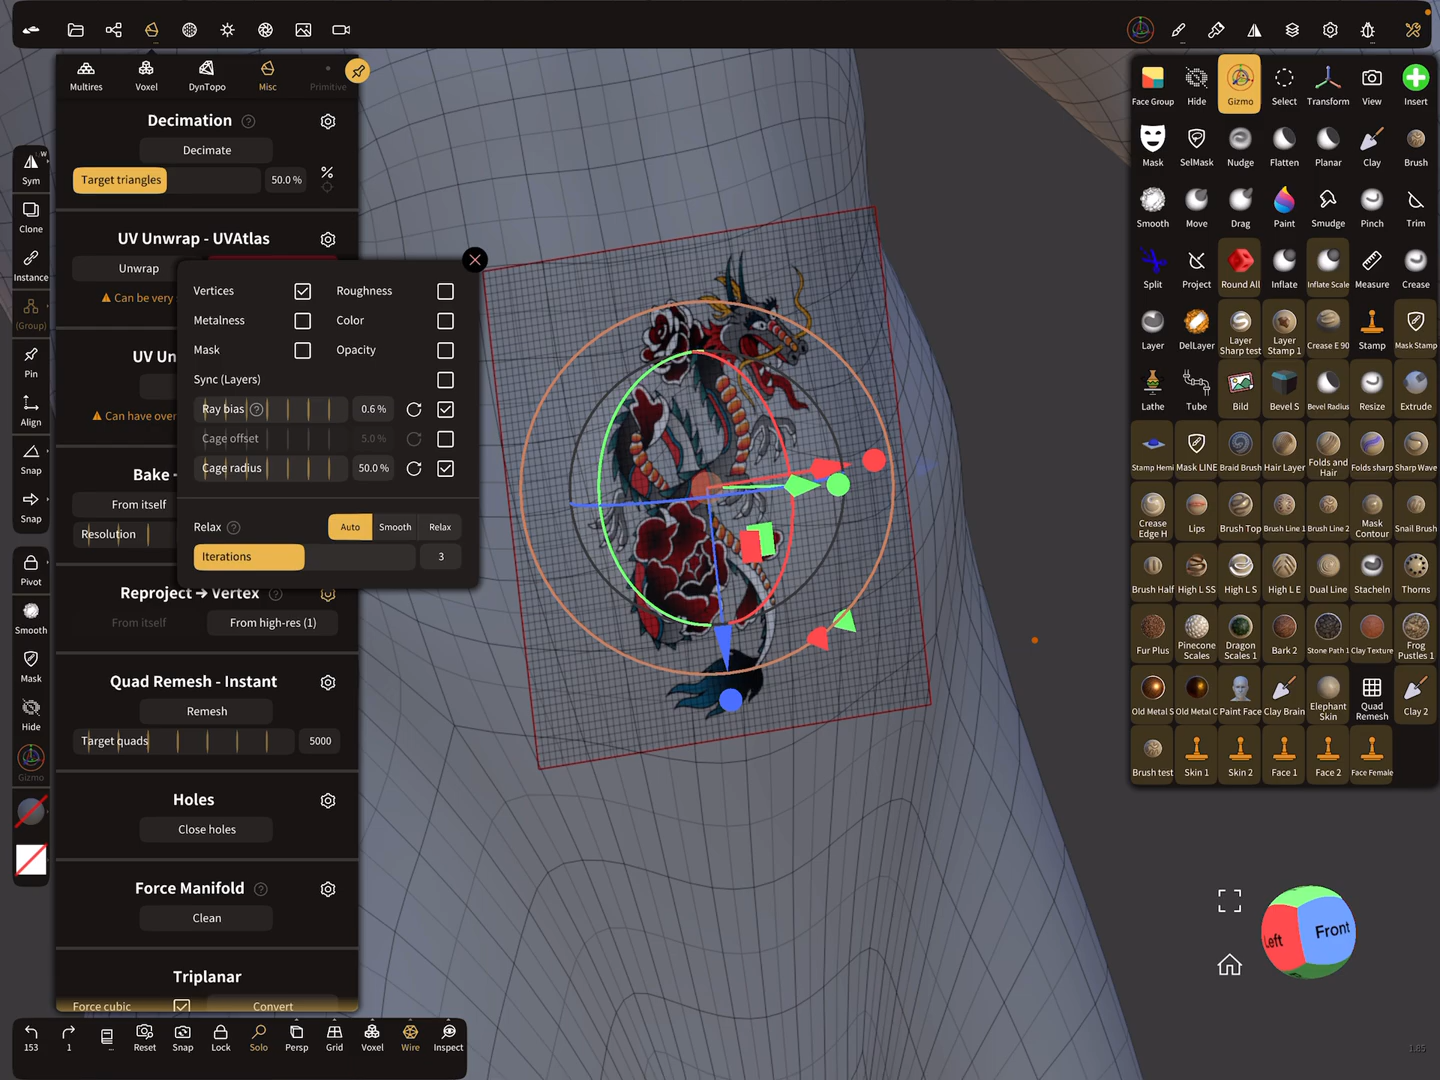 Multires
Voxel
DynTopo
Misc
Primitive
Decimation ?
Decimate
Target triangles
50.0 %
%
UV Unwrap - UVAtlas
Unwrap
Can be very
UV Un
Can have over
Bake -
From itself
Resolution
Reproject → Vertex ?
From itself
From high-res (1)
Quad Remesh - Instant
Remesh
Target quads
5000
Holes
Close holes
Force Manifold ?
Clean
Triplanar
Force cubic
Convert
Vertices
Roughness
Metalness
Color
Mask
Opacity
Sync (Layers)
Ray bias ?
0.6 %
Cage offset
5.0 %
Cage radius
50.0 %
Relax ?
Auto
Smooth
Relax
Iterations
3
W
Sym
Clone
Instance
(Group)
Pin
Align
Snap
Snap
Pivot
Smooth
Mask
Hide
Gizmo
153
1
...
Reset
Snap
Lock
Solo
Persp
Grid
Voxel
Wire
Inspect
Face Group
Hide
Gizmo
Select
Transform
View
Insert
Mask
SelMask
Nudge
Flatten
Planar
Clay
Brush
Smooth
Move
Drag
Paint
Smudge
Pinch
Trim
Split
Project
Round All
Inflate
Inflate Scale
Measure
Crease
Layer
DelLayer
Layer Sharp test
Layer Stamp 1
Crease E 90
Stamp
Mask Stamp
Lathe
Tube
Bild
Bevel S
Bevel Radius
Resize
Extrude
Stamp Hemi
Mask LINE
Braid Brush
Hair Layer
Folds and Hair
Folds sharp
Sharp Wave
Crease Edge H
Lips
Brush Top
Brush Line 1
Brush Line 2
Mask Contour
Snail Brush
Brush Half
High L SS
High L S
High L E
Dual Line
Stacheln
Thorns
Fur Plus
Pinecone Scales
Dragon Scales 1
Bark 2
Stone Path 1
Clay Texture
Frog Pustles 1
Old Metal S
Old Metal C
Paint Face
Clay Brain
Elephant Skin
Quad Remesh
Clay 2
Brush test
Skin 1
Skin 2
Face 1
Face 2
Face Female
Left
Front
1.85